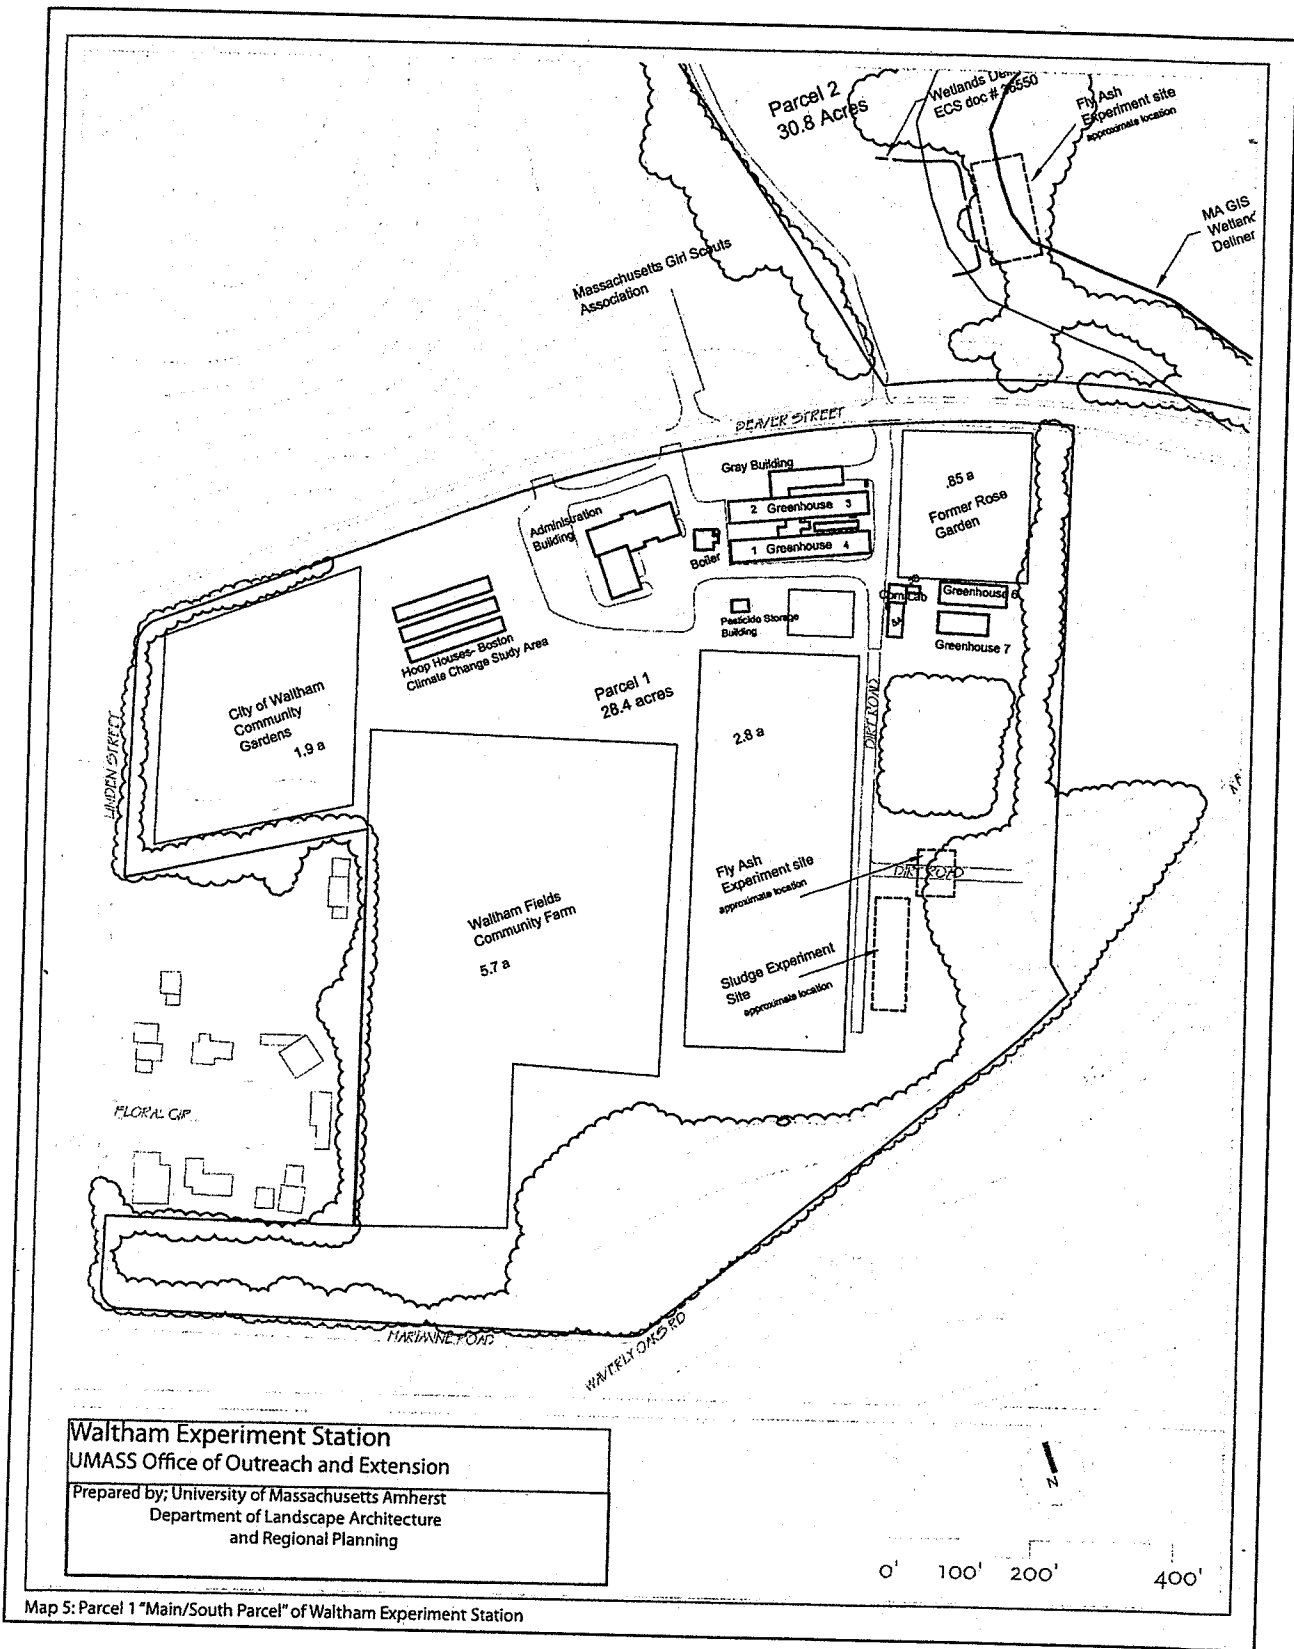 Parcel 2
30.8 Acres
Wetlands
ECS doc #
Fly Ash
Experiment site
approximate location
MA GIS
Massachusetts Girl Scouts
Association
BEAVER STREET
Gray Building
2 Greenhouse 3
1 Greenhouse 4
Administration
Building
Boiler
.85 a
Former Rose
Garden
Corn Lab
Greenhouse 6
Greenhouse 7
Pesticide Storage
Building
Hoop Houses- Boston
Climate Change Study Area
Parcel 1
28.4 acres
City of Waltham
Community
Gardens
1.9 a
LINDEN STREET
2.8 a
DIRT ROAD
Fly Ash
Experiment site
approximate location
DIRT ROAD
Waltham Fields
Community Farm
5.7 a
Sludge Experiment
Site
approximate location
FLORAL CIR.
MARIANNE ROAD
WAVERLY OAKS RD
Waltham Experiment Station
UMASS Office of Outreach and Extension
Prepared by; University of Massachusetts Amherst
Department of Landscape Architecture
and Regional Planning
N
0' 100' 200' 400'
Map 5: Parcel 1 "Main/South Parcel" of Waltham Experiment Station